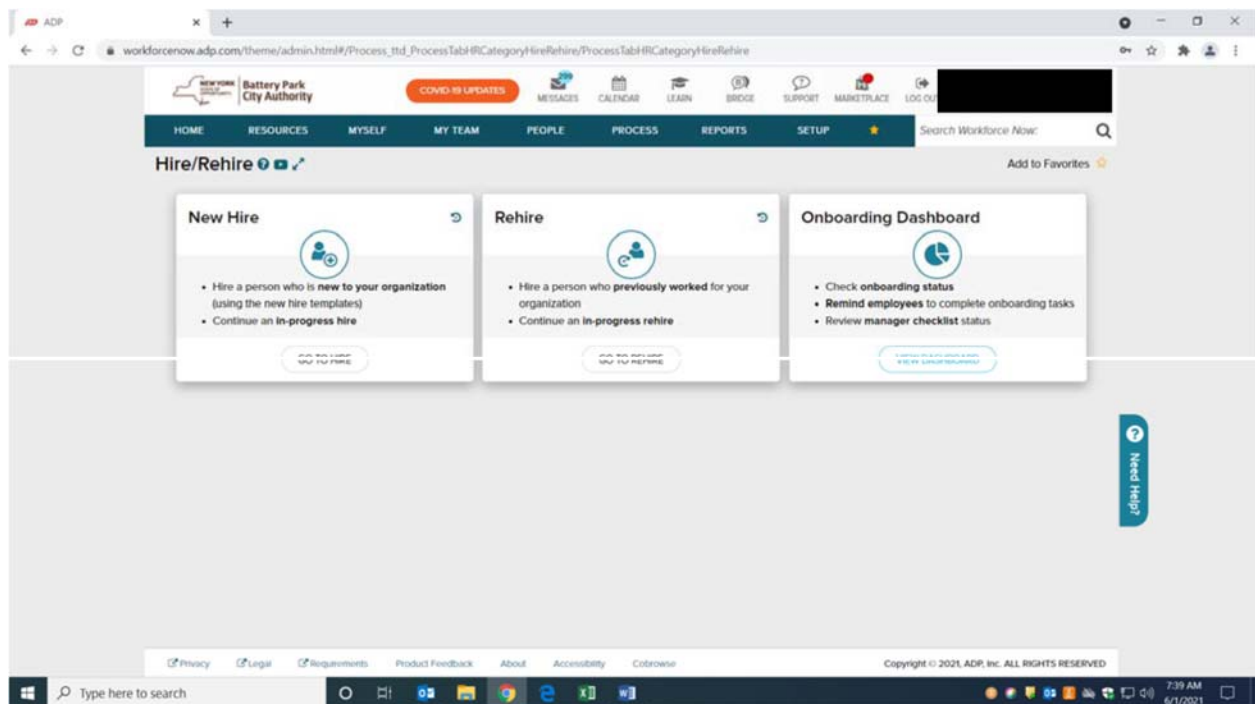 ADP
workforcenow.adp.com/theme/admin.html#/Process_ttd_ProcessTabHRCategoryHireRehire/ProcessTabHRCategoryHireRehire
NEW YORK
Battery Park
City Authority
COVID-19 UPDATES
299
MESSAGES
CALENDAR
LEARN
BRIDGE
SUPPORT
MARKETPLACE
LOG OU
HOME RESOURCES MYSELF MY TEAM PEOPLE PROCESS REPORTS SETUP
Search Workforce Now:
Hire/Rehire
Add to Favorites
New Hire
• Hire a person who is new to your organization
(using the new hire templates)
• Continue an in-progress hire
GO TO HIRE
Rehire
• Hire a person who previously worked for your
organization
• Continue an in-progress rehire
GO TO REHIRE
Onboarding Dashboard
• Check onboarding status
• Remind employees to complete onboarding tasks
• Review manager checklist status
VIEW DASHBOARD
Need Help?
Privacy Legal Requirements Product Feedback About Accessibility Cobrowse
Copyright © 2021, ADP, Inc. ALL RIGHTS RESERVED
Type here to search
7:39 AM
6/1/2021